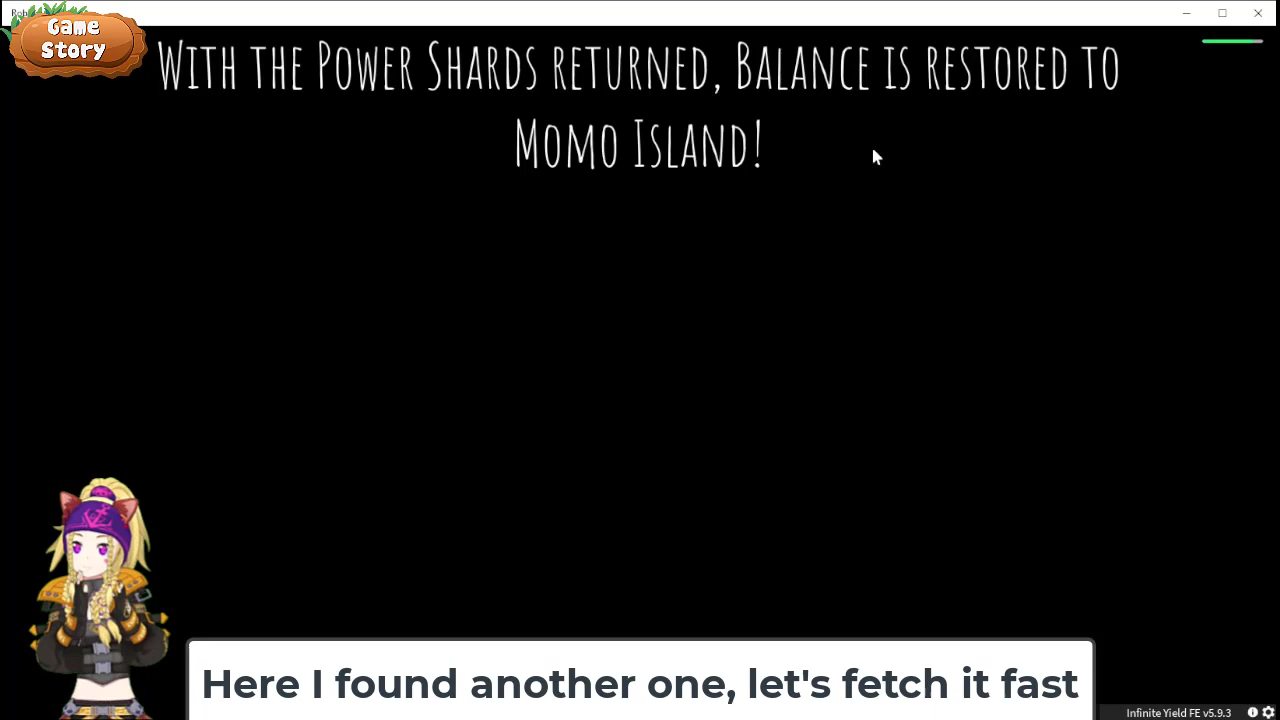 Game
Story
With the Power Shards returned, Balance is restored to
Momo Island!
Here I found another one, let's fetch it fast
Infinite Yield FE v5.9.3